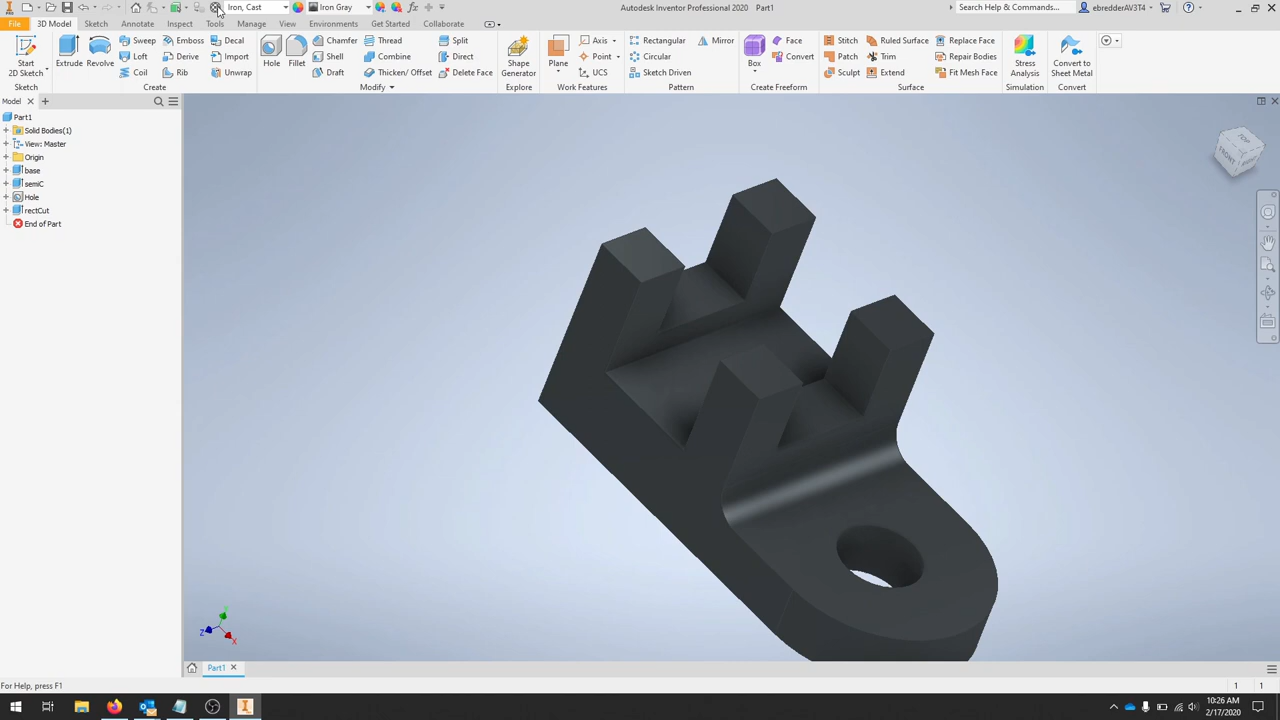 Iron, Cast
Iron Gray
Autodesk Inventor Professional 2020 Part1
Search Help & Commands...
ebredderAV3T4
File 3D Model Sketch Annotate Inspect Tools Manage View Environments Get Started Collaborate
Start
2D Sketch
Extrude
Revolve
Sweep
Loft
Coil
Emboss
Derive
Rib
Decal
Import
Unwrap
Hole
Fillet
Chamfer
Shell
Draft
Thread
Combine
Thicken/ Offset
Split
Direct
Delete Face
Shape
Generator
Plane
Axis
Point
UCS
Rectangular
Circular
Sketch Driven
Mirror
Box
Face
Convert
Stitch
Patch
Sculpt
Ruled Surface
Trim
Extend
Replace Face
Repair Bodies
Fit Mesh Face
Stress
Analysis
Convert to
Sheet Metal
Sketch Create Modify Explore Work Features Pattern Create Freeform Surface Simulation Convert
Model
Part1
Solid Bodies(1)
View: Master
Origin
base
semiC
Hole
rectCut
End of Part
TOP
FRONT
Y
Z
X
Part1
For Help, press F1
1 1
10:26 AM
2/17/2020